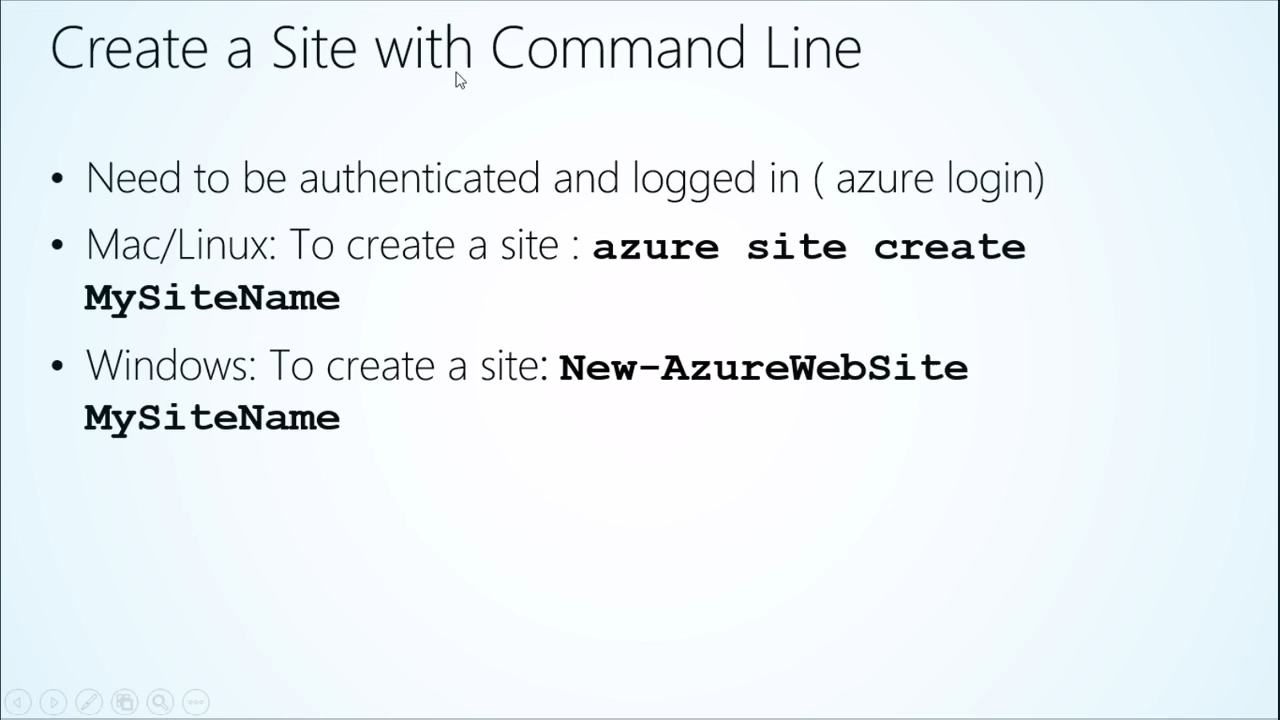 Create a Site with Command Line
• Need to be authenticated and logged in ( azure login)
• Mac/Linux: To create a site : azure site create
MySiteName
• Windows: To create a site: New-AzureWebSite
MySiteName